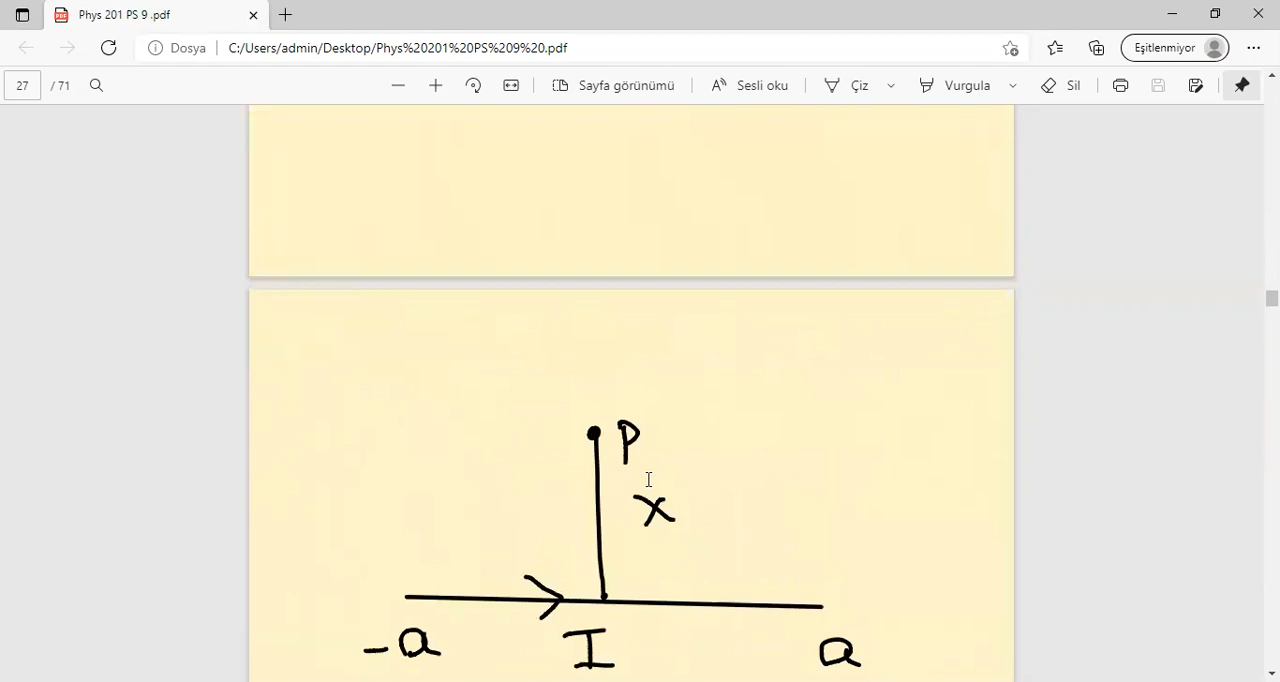 Phys 201 PS 9 .pdf
Dosya
C:/Users/admin/Desktop/Phys%20201%20PS%209%20.pdf
Eşitlenmiyor
27 / 71
Sayfa görünümü
Sesli oku
Çiz
Vurgula
Sil
P
x
-a I a